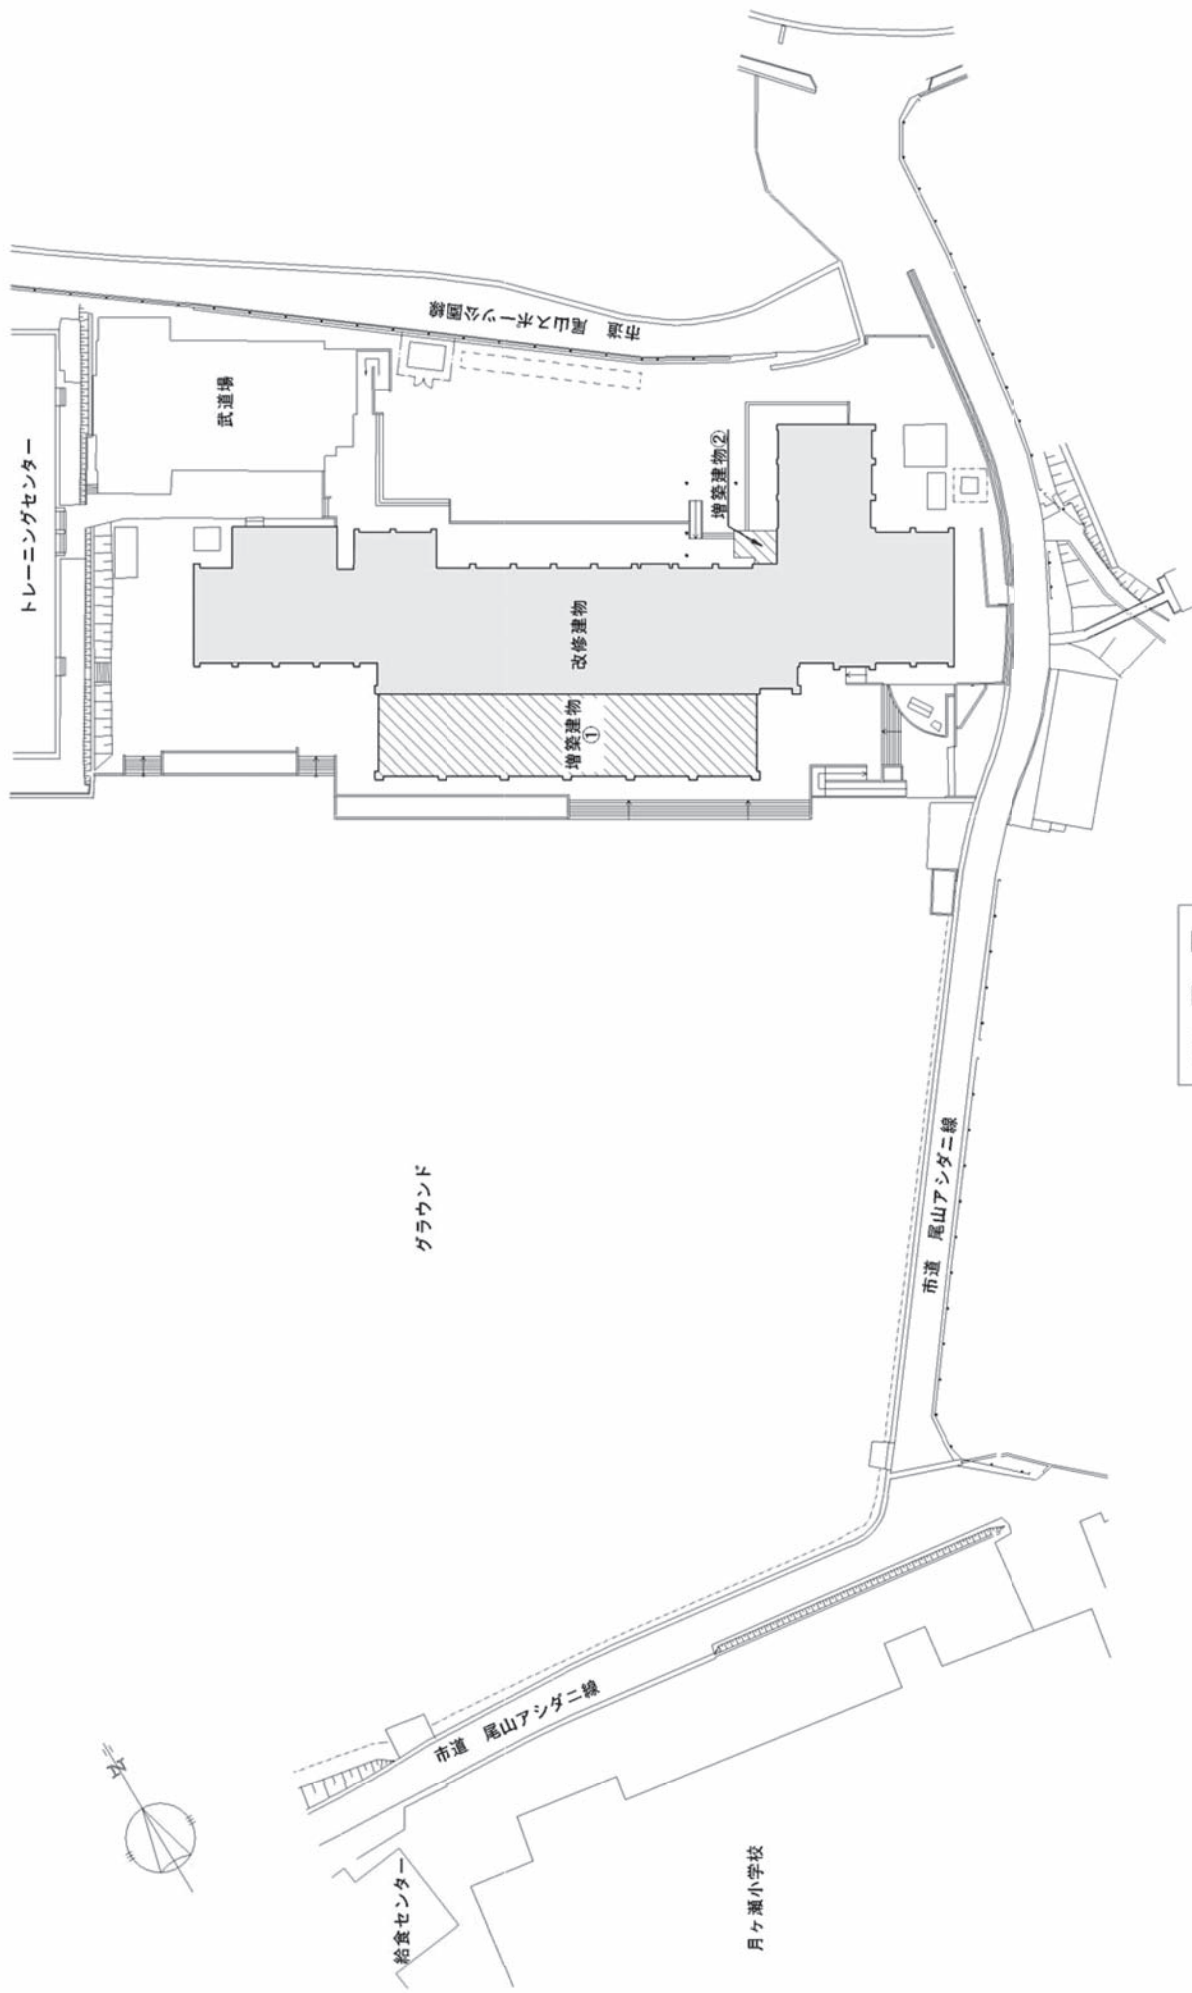 トレーニングセンター
武道場
市道　尾山スポーツ公園線
増築建物②
改修建物
増築建物
①
グラウンド
市道　尾山アシダニ線
市道　尾山アシダニ線
N
給食センター
月ヶ瀬小学校